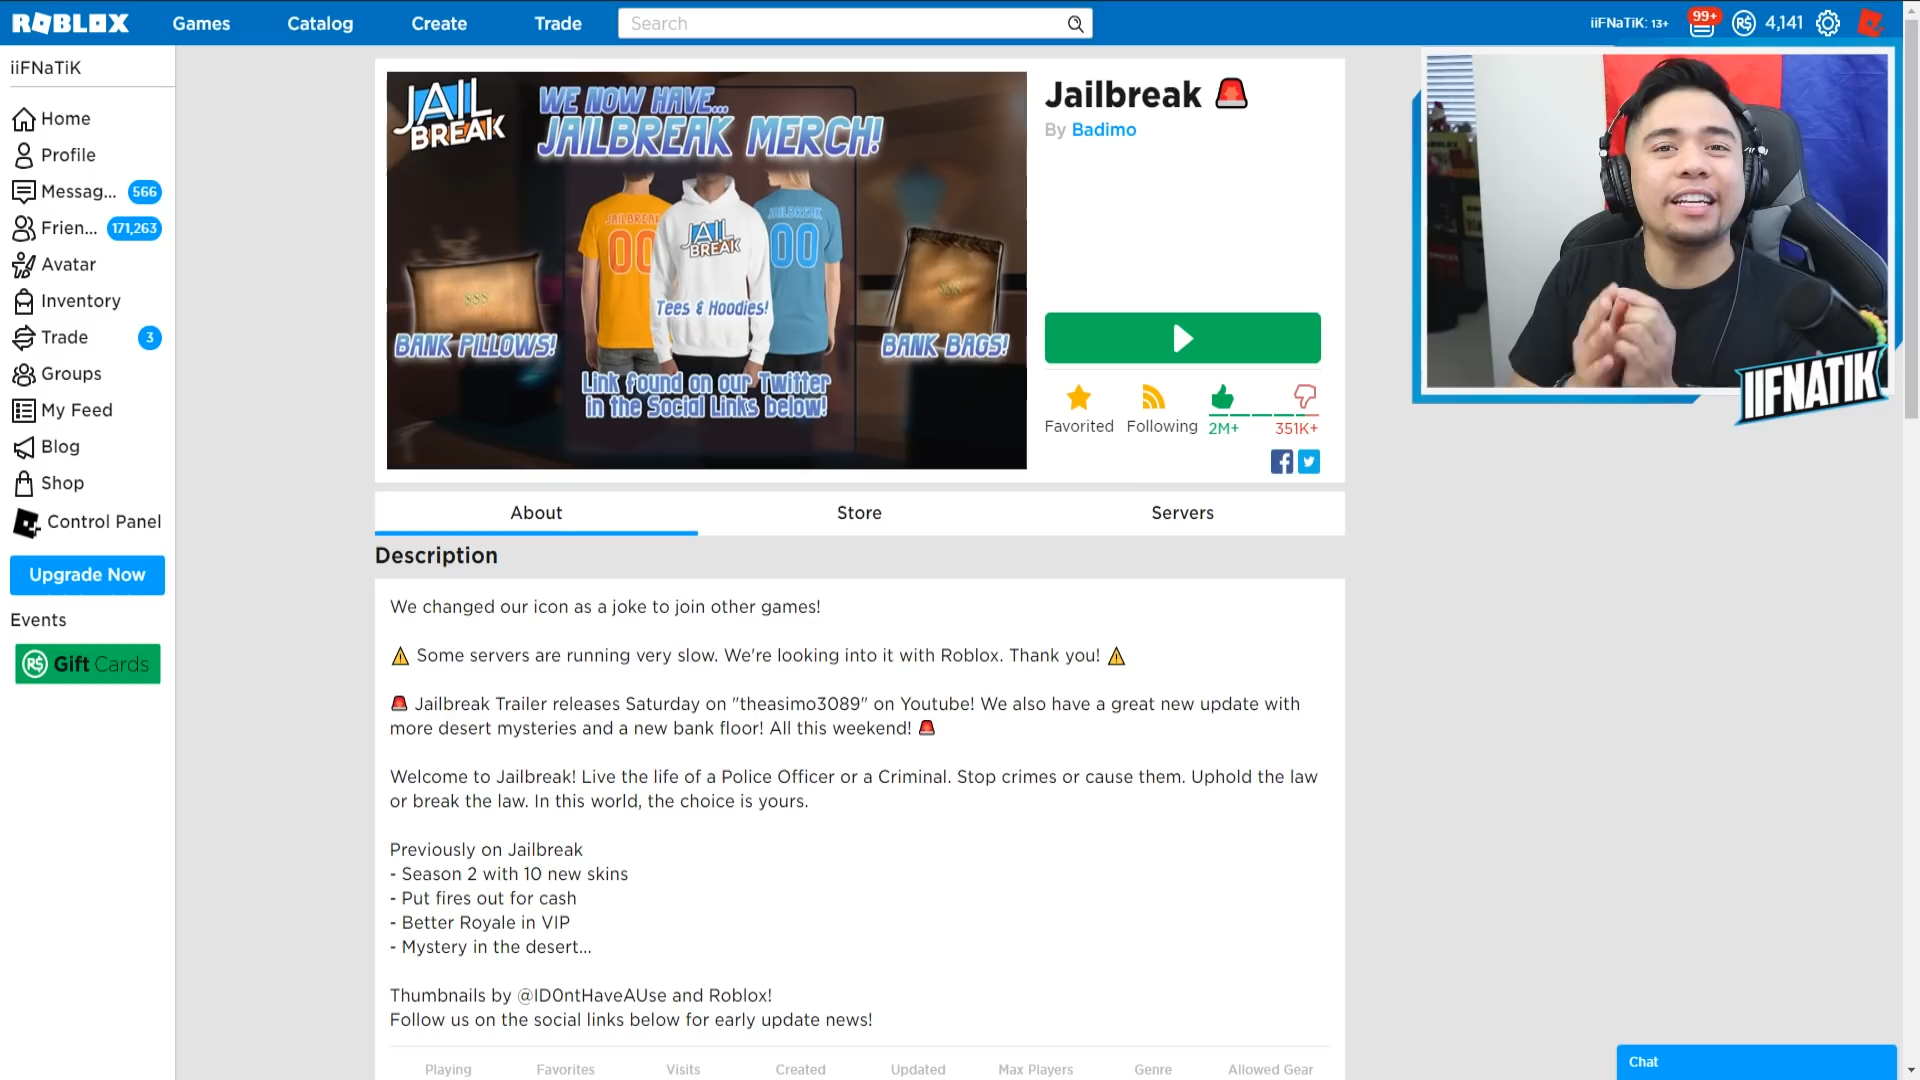 ROBLOX
Games
Catalog
Create
Trade
Search
iiFNaTiK: 13+
99+
R$
4,141
iiFNaTiK
Home
Profile
Messag... 566
Frien... 171,263
Avatar
Inventory
Trade 3
Groups
My Feed
Blog
Shop
Control Panel
Upgrade Now
Events
R$ Gift Cards
JAIL
BREAK
WE NOW HAVE...
JAILBREAK MERCH!
JAILBREAK
00
JAIL
BREAK
JAILBREAK
00
Tees & Hoodies!
$$$
BANK PILLOWS!
$$$
BANK BAGS!
Link found on our Twitter
in the Social Links below!
Jailbreak 🚨
By Badimo
Favorited
Following
2M+
351K+
IIFNATIK
About
Store
Servers
Description
We changed our icon as a joke to join other games!
⚠ Some servers are running very slow. We're looking into it with Roblox. Thank you! ⚠
🚨 Jailbreak Trailer releases Saturday on "theasimo3089" on Youtube! We also have a great new update with
more desert mysteries and a new bank floor! All this weekend! 🚨
Welcome to Jailbreak! Live the life of a Police Officer or a Criminal. Stop crimes or cause them. Uphold the law
or break the law. In this world, the choice is yours.
Previously on Jailbreak
- Season 2 with 10 new skins
- Put fires out for cash
- Better Royale in VIP
- Mystery in the desert...
Thumbnails by @ID0ntHaveAUse and Roblox!
Follow us on the social links below for early update news!
Playing
Favorites
Visits
Created
Updated
Max Players
Genre
Allowed Gear
Chat